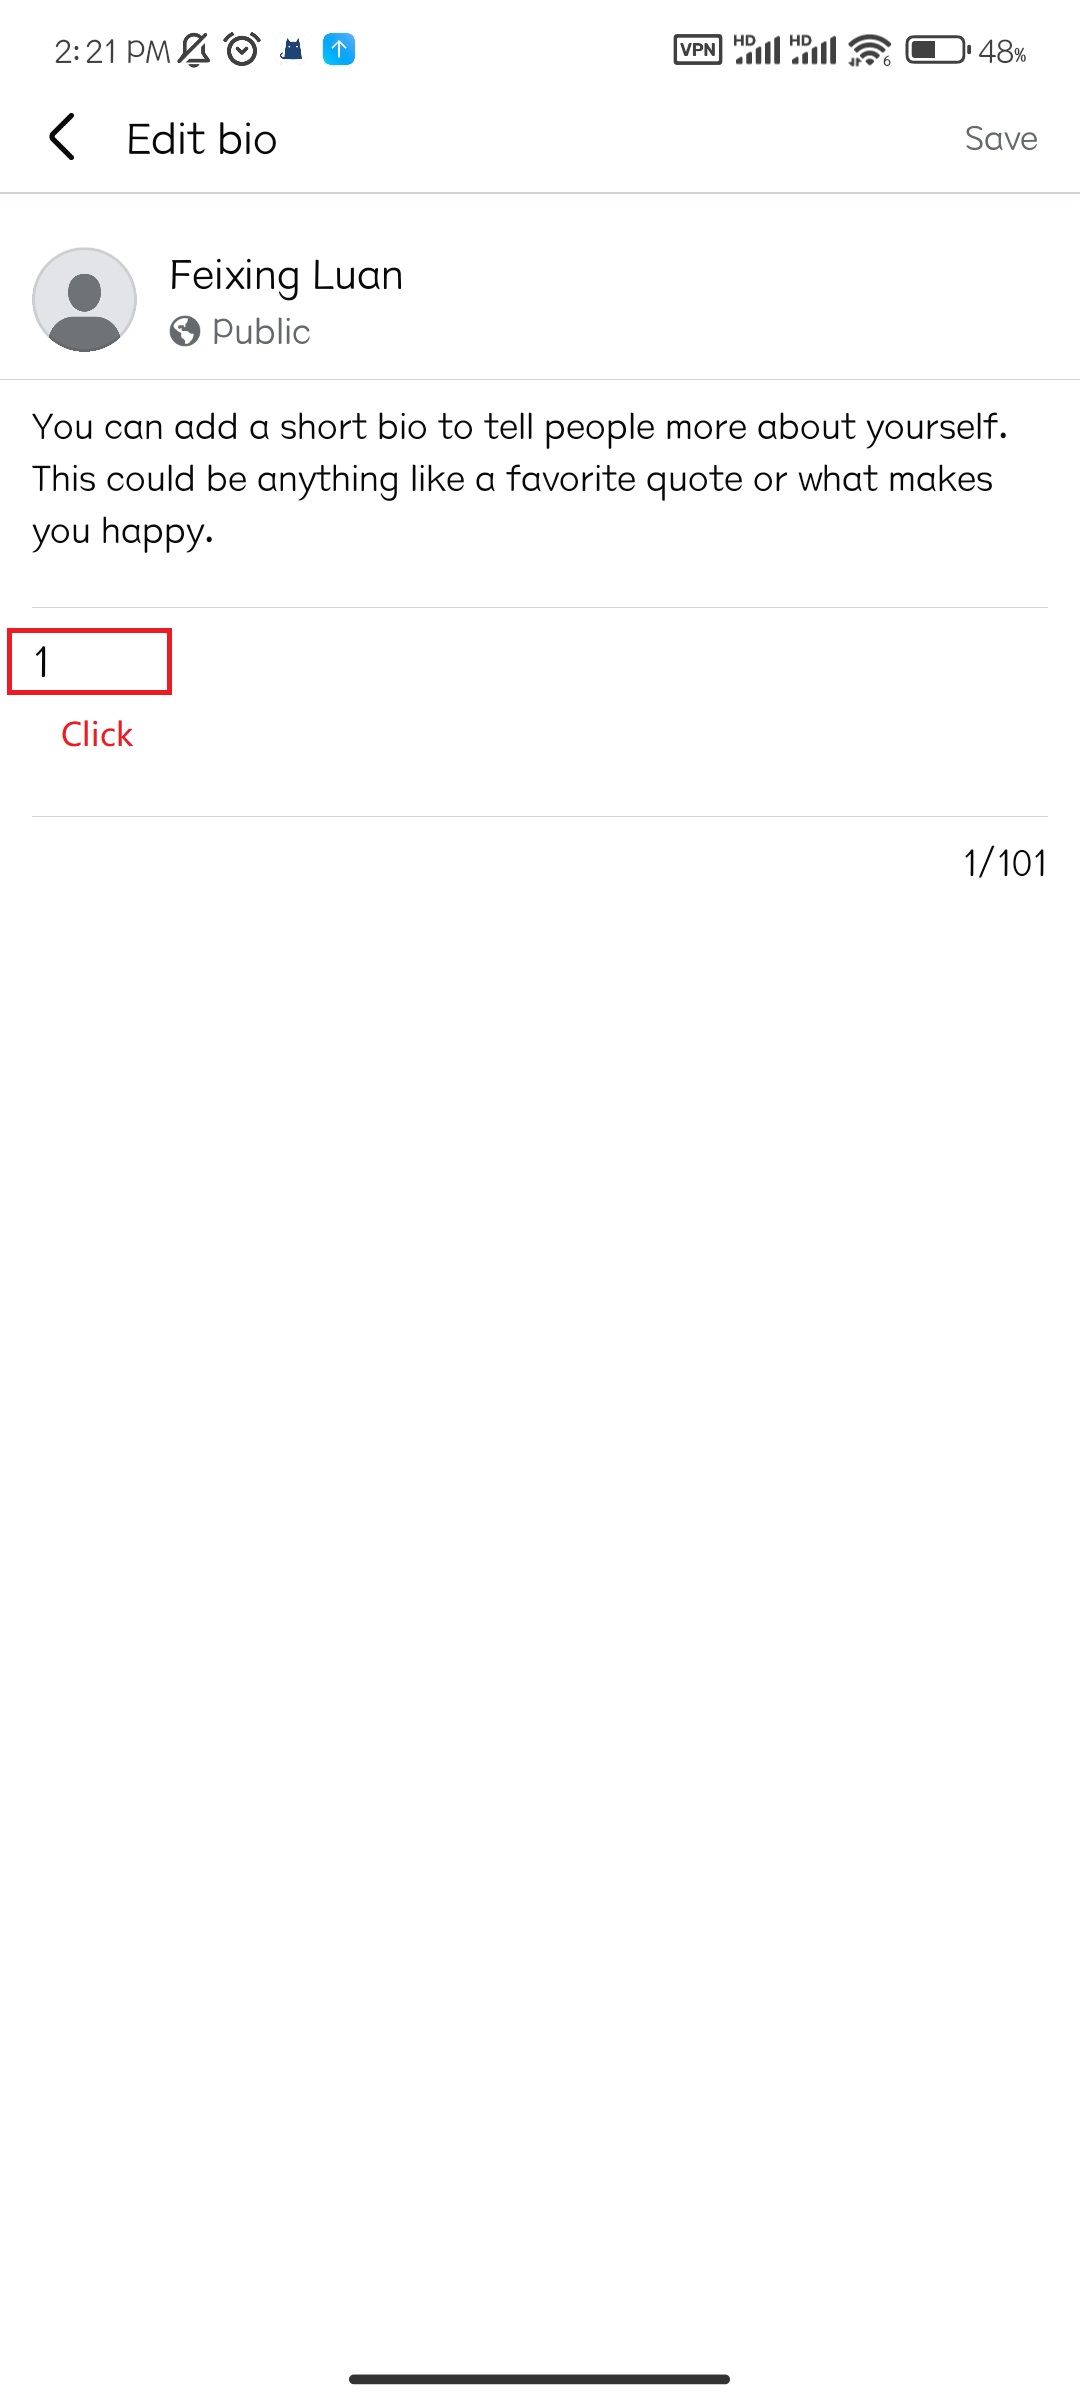 2:21 PM VPN HD HD 6 48%
Edit bio Save
Feixing Luan
Public
You can add a short bio to tell people more about yourself.
This could be anything like a favorite quote or what makes
you happy.
1
Click
1/101